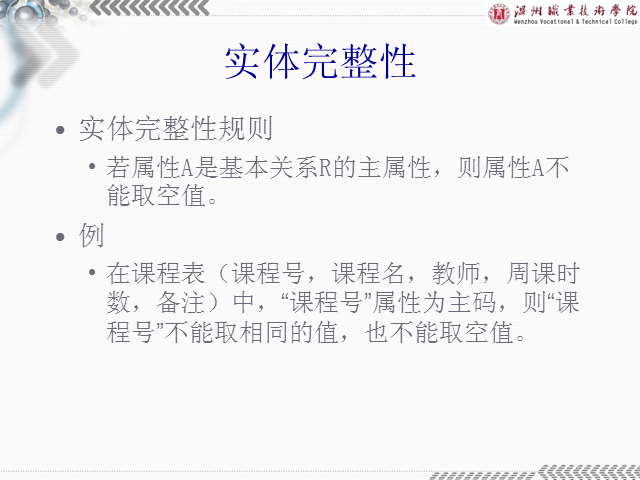 温州職業技術學院
Wenzhou Vocational & Technical College
实体完整性
• 实体完整性规则
• 若属性A是基本关系R的主属性，则属性A不
能取空值。
• 例
• 在课程表（课程号，课程名，教师，周课时
数，备注）中，“课程号”属性为主码，则“课
程号”不能取相同的值，也不能取空值。